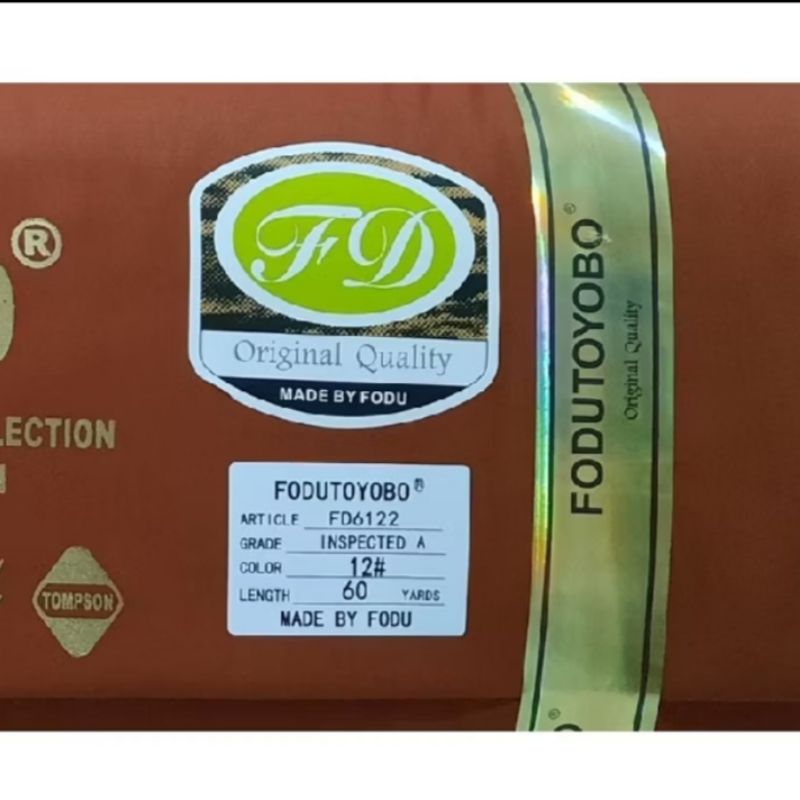 ®
LECTION
TOMPSON
FD
Original Quality
MADE BY FODU
FODUTOYOBO®
ARTICLE FD6122
GRADE INSPECTED A
COLOR 12#
LENGTH 60 YARDS
MADE BY FODU
FODUTOYOBO®
Original Quality